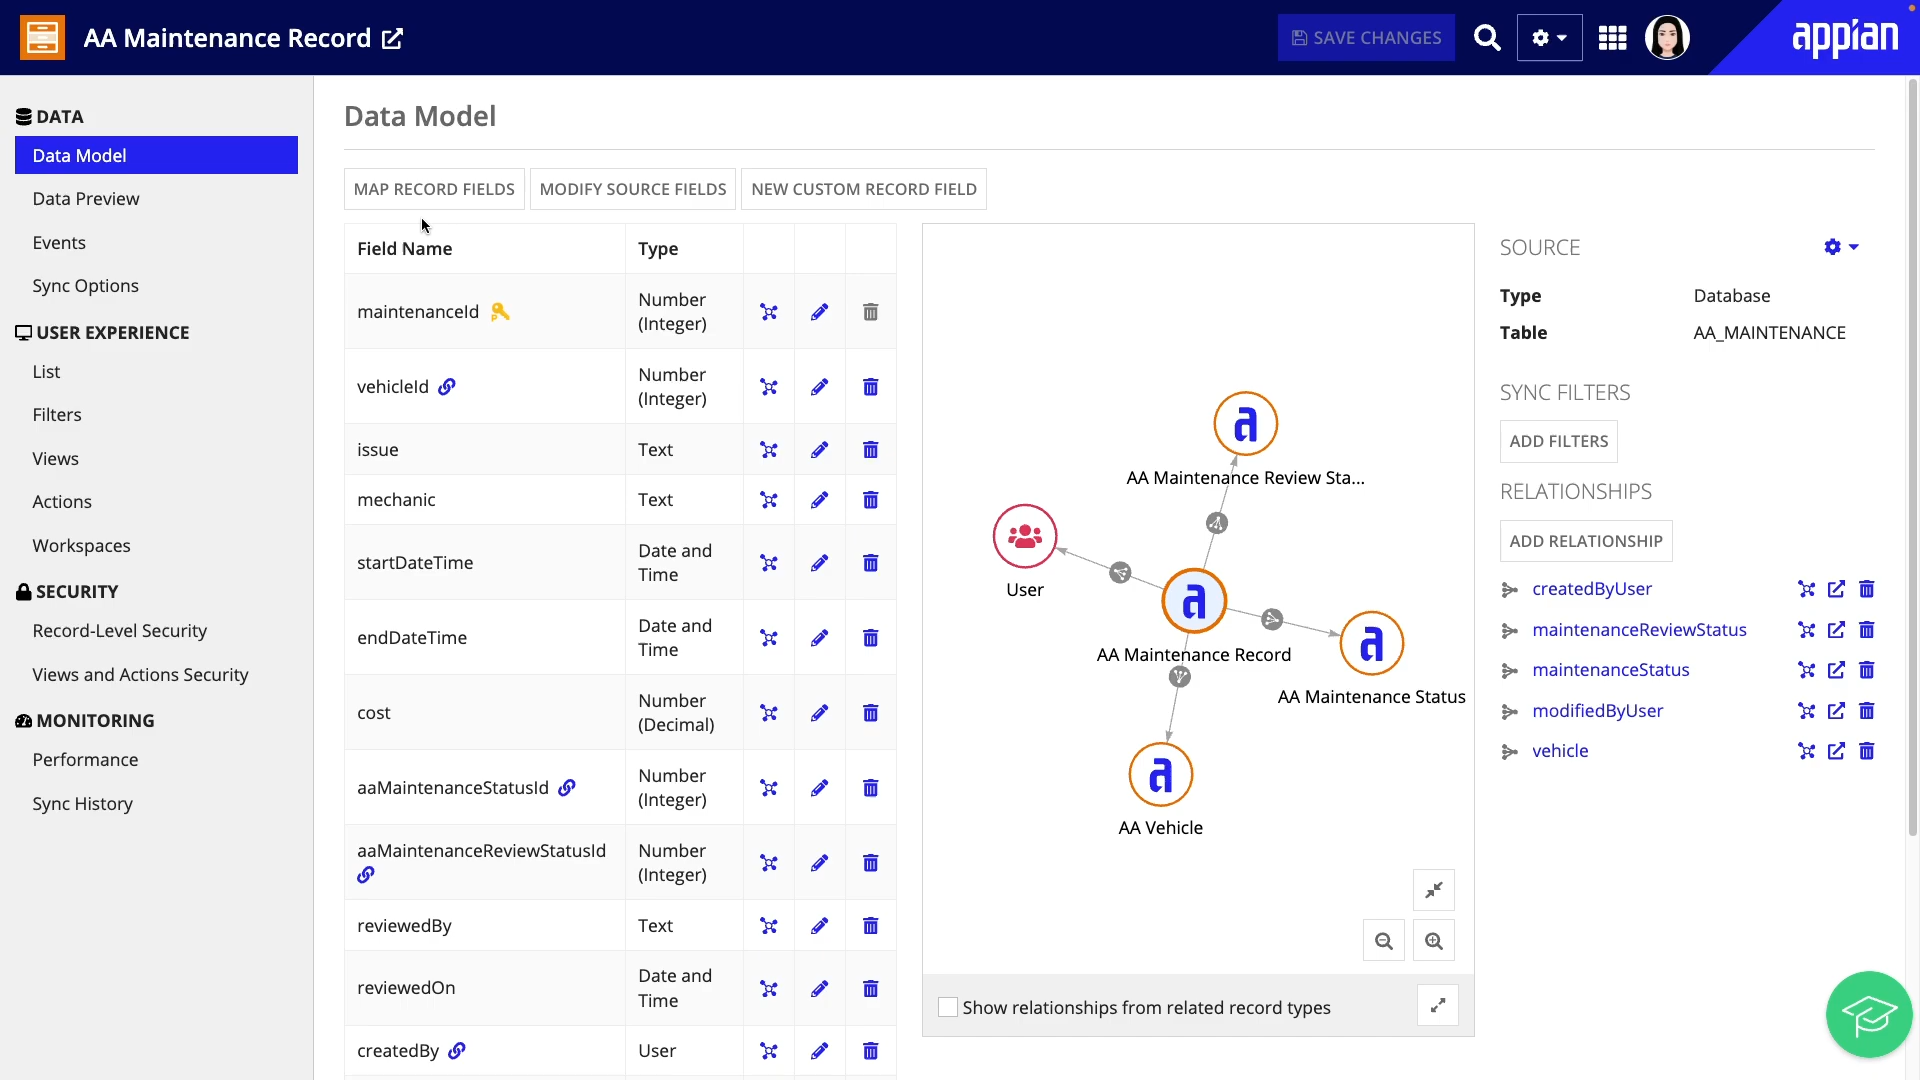 AA Maintenance Record
SAVE CHANGES
appian
DATA
Data Model
Data Preview
Events
Sync Options
USER EXPERIENCE
List
Filters
Views
Actions
Workspaces
SECURITY
Record-Level Security
Views and Actions Security
MONITORING
Performance
Sync History
Data Model
MAP RECORD FIELDS
MODIFY SOURCE FIELDS
NEW CUSTOM RECORD FIELD
Field Name
Type
maintenanceId
Number
(Integer)
vehicleId
Number
(Integer)
issue
Text
mechanic
Text
startDateTime
Date and
Time
endDateTime
Date and
Time
cost
Number
(Decimal)
aaMaintenanceStatusId
Number
(Integer)
aaMaintenanceReviewStatusId
Number
(Integer)
reviewedBy
Text
reviewedOn
Date and
Time
createdBy
User
a
AA Maintenance Review Sta...
User
a
AA Maintenance Record
a
AA Maintenance Status
a
AA Vehicle
Show relationships from related record types
SOURCE
Type
Database
Table
AA_MAINTENANCE
SYNC FILTERS
ADD FILTERS
RELATIONSHIPS
ADD RELATIONSHIP
createdByUser
maintenanceReviewStatus
maintenanceStatus
modifiedByUser
vehicle